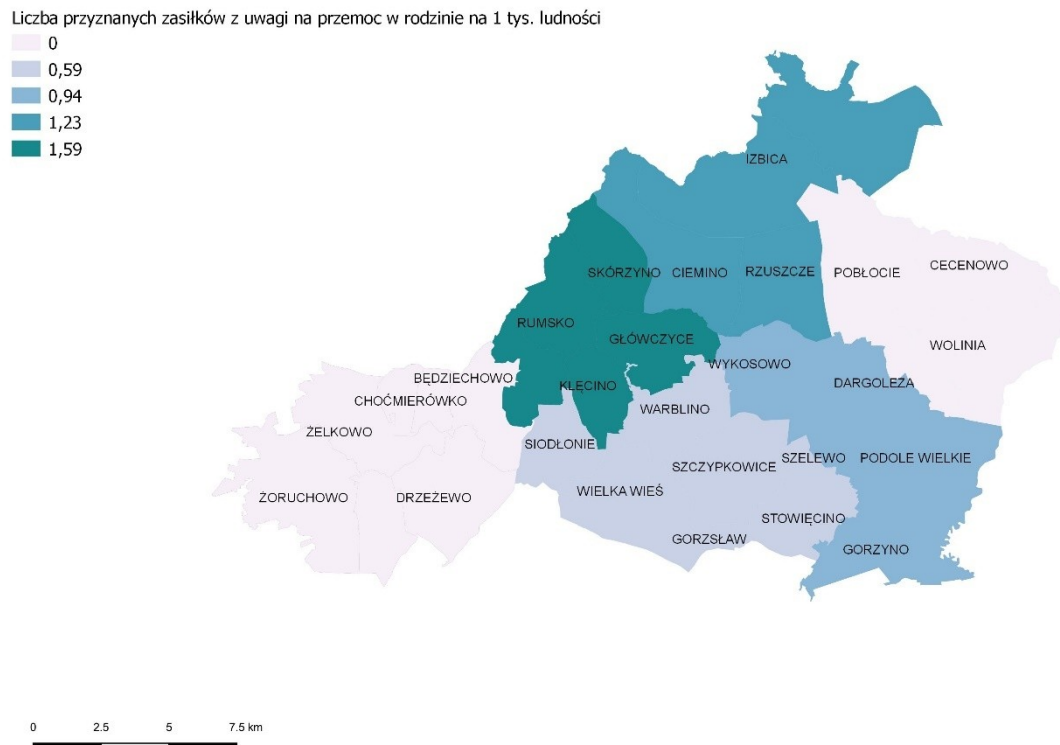 Liczba przyznanych zasiłków z uwagi na przemoc w rodzinie na 1 tys. ludności
0
0,59
0,94
1,23
1,59
IZBICA
SKÓRZYNO
CIEMINO
RZUSZCZE
POBŁOCIE
CECENOWO
RUMSKO
GŁÓWCZYCE
WOLINIA
WYKOSOWO
BĘDZIECHOWO
KLĘCINO
DARGOLEZA
CHOĆMIERÓWKO
WARBLINO
ŻELKOWO
SIODŁONIE
SZCZYPKOWICE
SZELEWO
PODOLE WIELKIE
ŻORUCHOWO
DRZEŻEWO
WIELKA WIEŚ
STOWIĘCINO
GORZSŁAW
GORZYNO
0 2.5 5 7.5 km